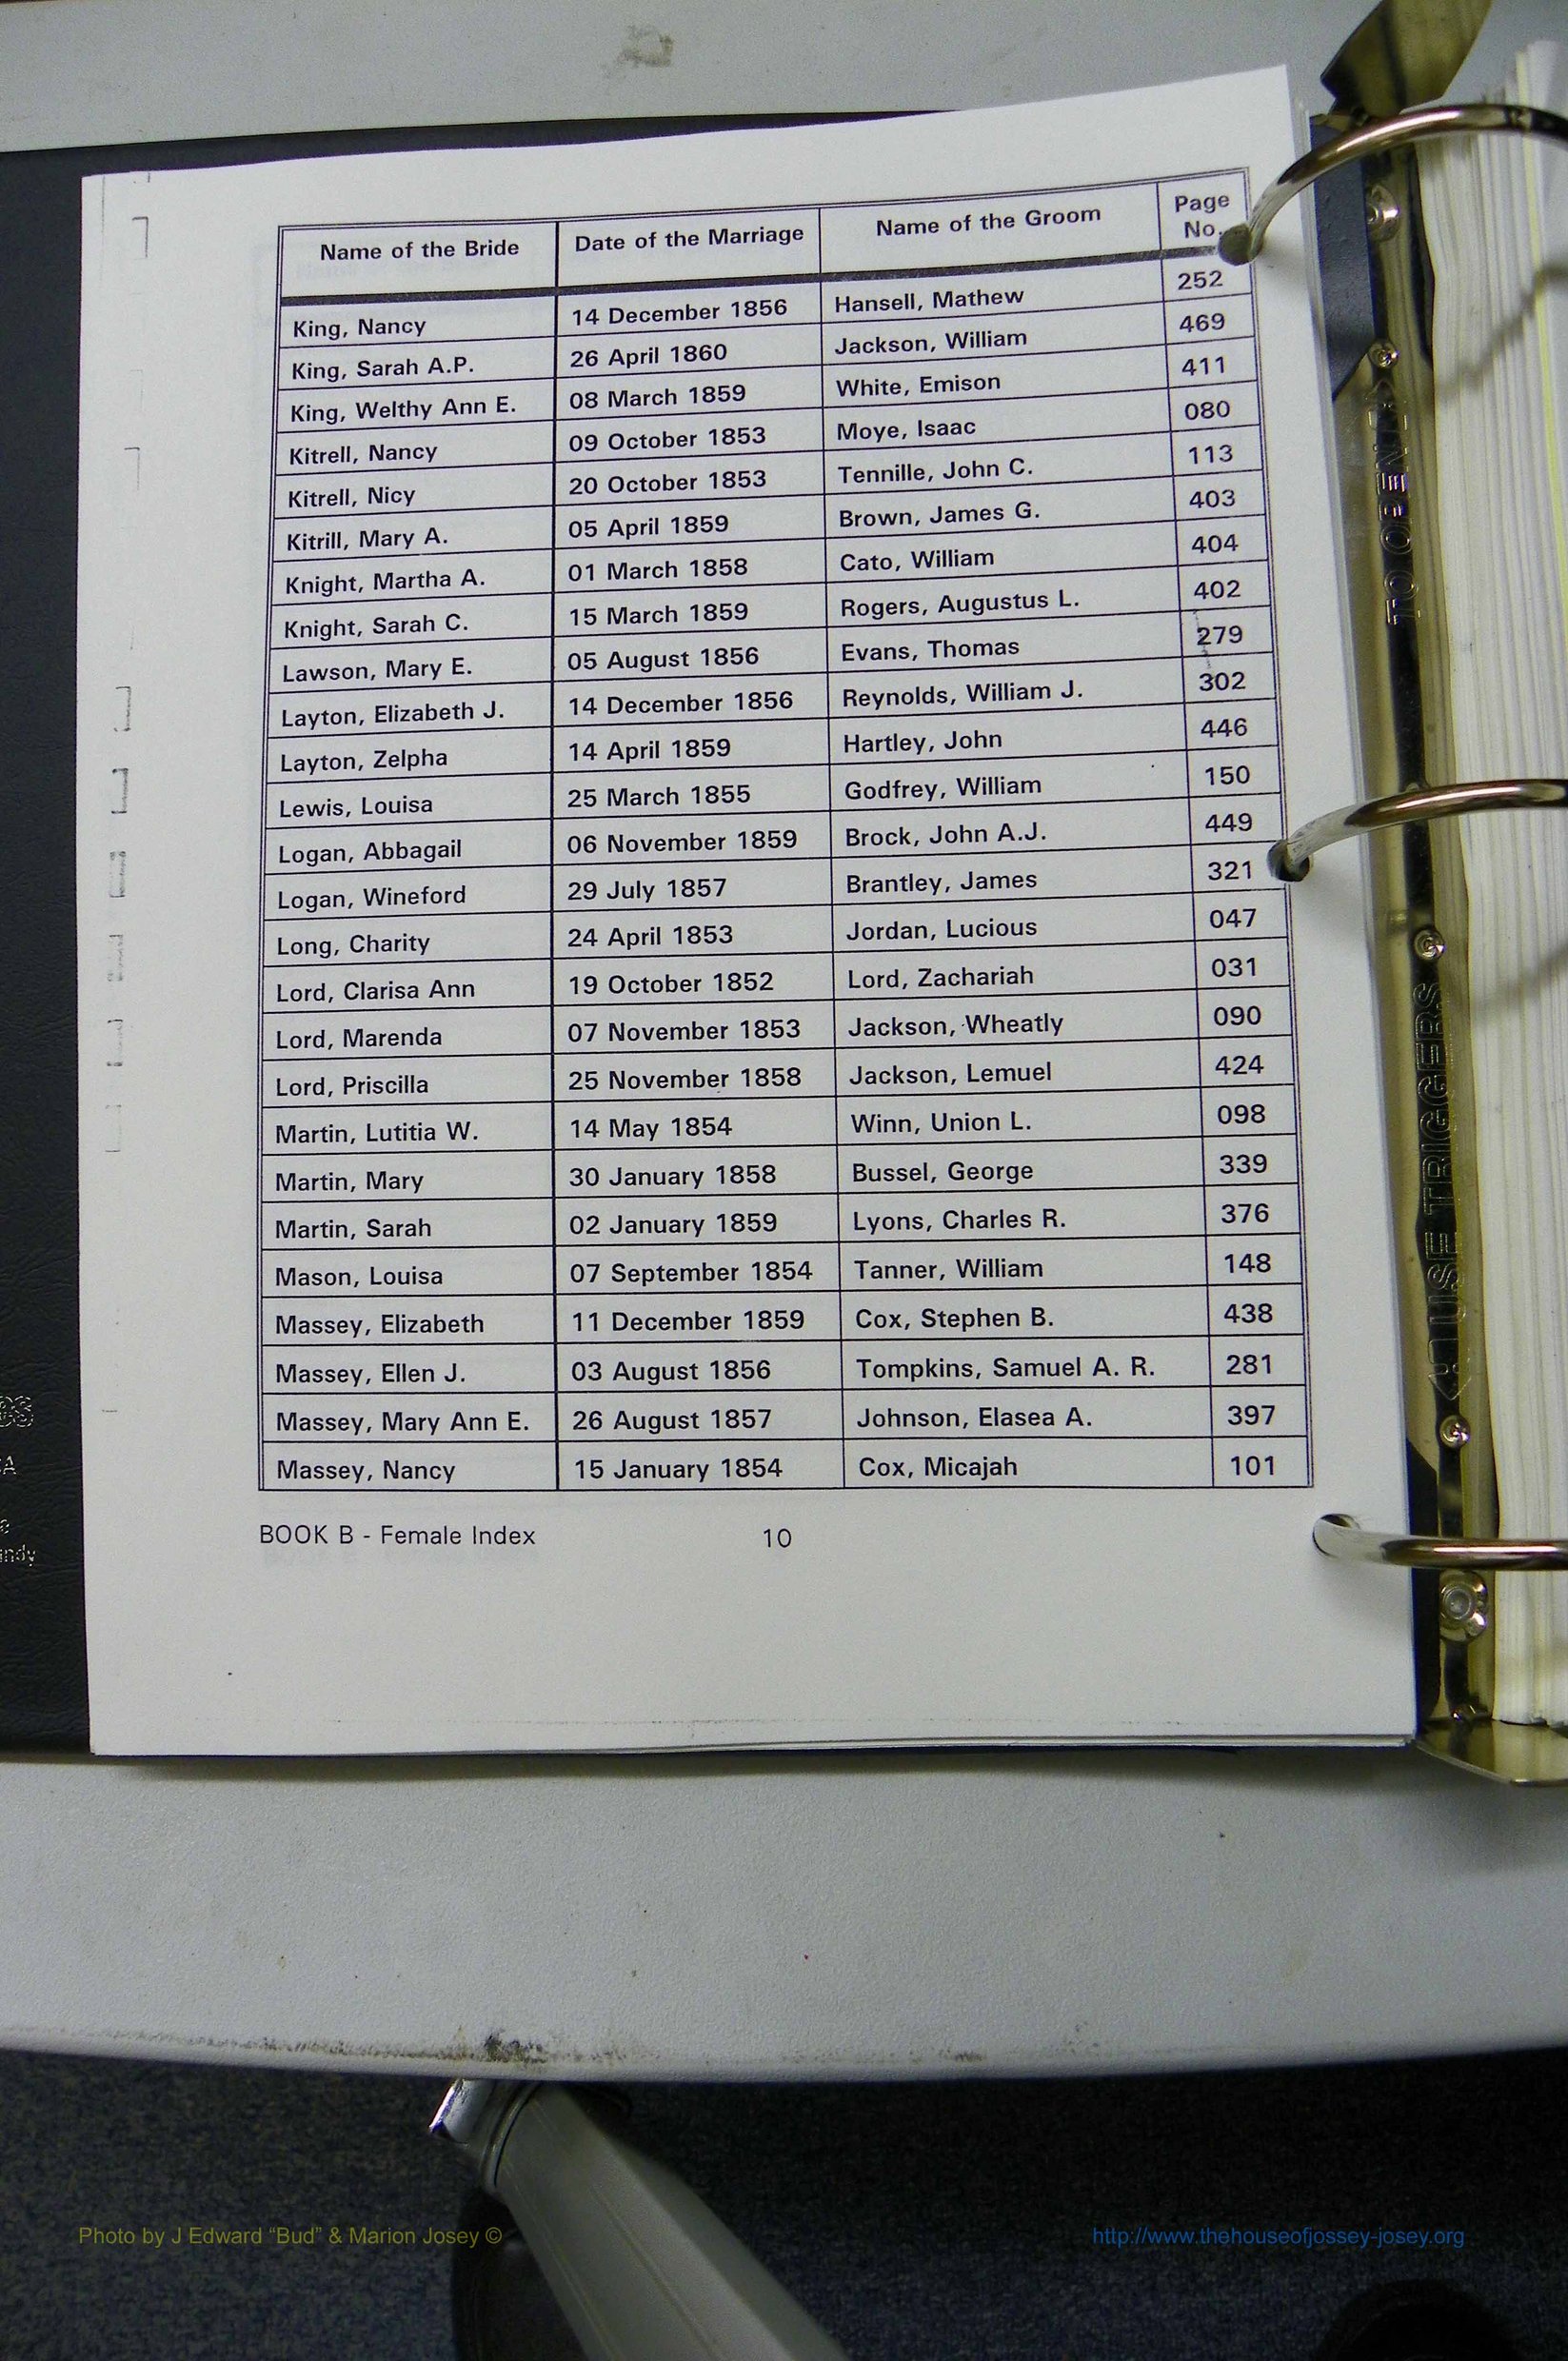 Name of the Bride Date of the Marriage Name of the Groom Page No.
King, Nancy 14 December 1856 Hansell, Mathew 252
King, Sarah A.P. 26 April 1860 Jackson, William 469
King, Welthy Ann E. 08 March 1859 White, Emison 411
Kitrell, Nancy 09 October 1853 Moye, Isaac 080
Kitrell, Nicy 20 October 1853 Tennille, John C. 113
Kitrill, Mary A. 05 April 1859 Brown, James G. 403
Knight, Martha A. 01 March 1858 Cato, William 404
Knight, Sarah C. 15 March 1859 Rogers, Augustus L. 402
Lawson, Mary E. 05 August 1856 Evans, Thomas 279
Layton, Elizabeth J. 14 December 1856 Reynolds, William J. 302
Layton, Zelpha 14 April 1859 Hartley, John 446
Lewis, Louisa 25 March 1855 Godfrey, William 150
Logan, Abbagail 06 November 1859 Brock, John A.J. 449
Logan, Wineford 29 July 1857 Brantley, James 321
Long, Charity 24 April 1853 Jordan, Lucious 047
Lord, Clarisa Ann 19 October 1852 Lord, Zachariah 031
Lord, Marenda 07 November 1853 Jackson, Wheatly 090
Lord, Priscilla 25 November 1858 Jackson, Lemuel 424
Martin, Lutitia W. 14 May 1854 Winn, Union L. 098
Martin, Mary 30 January 1858 Bussel, George 339
Martin, Sarah 02 January 1859 Lyons, Charles R. 376
Mason, Louisa 07 September 1854 Tanner, William 148
Massey, Elizabeth 11 December 1859 Cox, Stephen B. 438
Massey, Ellen J. 03 August 1856 Tompkins, Samuel A. R. 281
Massey, Mary Ann E. 26 August 1857 Johnson, Elasea A. 397
Massey, Nancy 15 January 1854 Cox, Micajah 101
BOOK B - Female Index 10
USE TRIGGERS TO OPEN
Photo by J Edward “Bud” & Marion Josey ©
http://www.thehouseofjossey-josey.org